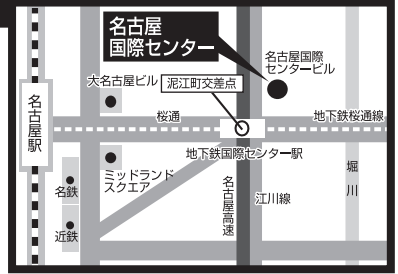 名古屋
国際センター
名古屋国際
センタービル
大名古屋ビル
泥江町交差点
名古屋駅
桜通
地下鉄桜通線
地下鉄国際センター駅
ミッドランド
スクエア
名鉄
近鉄
名古屋高速
江川線
堀川